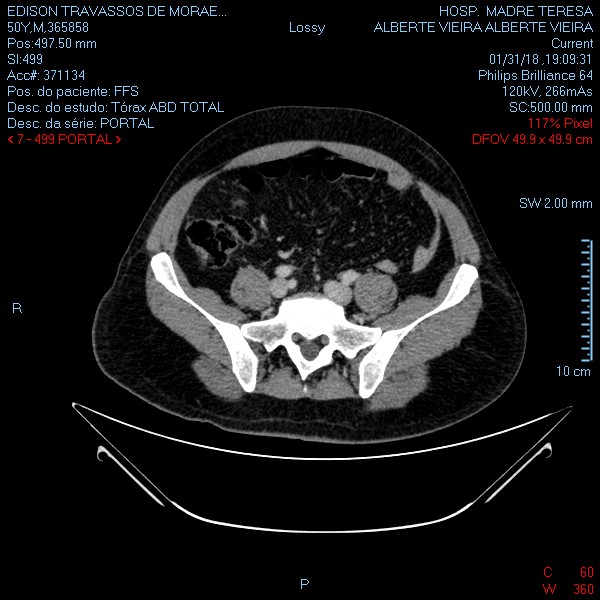 EDISON TRAVASSOS DE MORAE...
50Y,M,365858
Pos:497.50 mm
SI:499
Acc#: 371134
Pos. do paciente: FFS
Desc. do estudo: Tórax ABD TOTAL
Desc. da série: PORTAL
< 7 - 499 PORTAL >
Lossy
HOSP. MADRE TERESA
ALBERTE VIEIRA ALBERTE VIEIRA
Current
01/31/18 ,19:09:31
Philips Brilliance 64
120kV, 266mAs
SC:500.00 mm
117% Pixel
DFOV 49.9 x 49.9 cm
SW 2.00 mm
R
10 cm
P
C 60
W 360